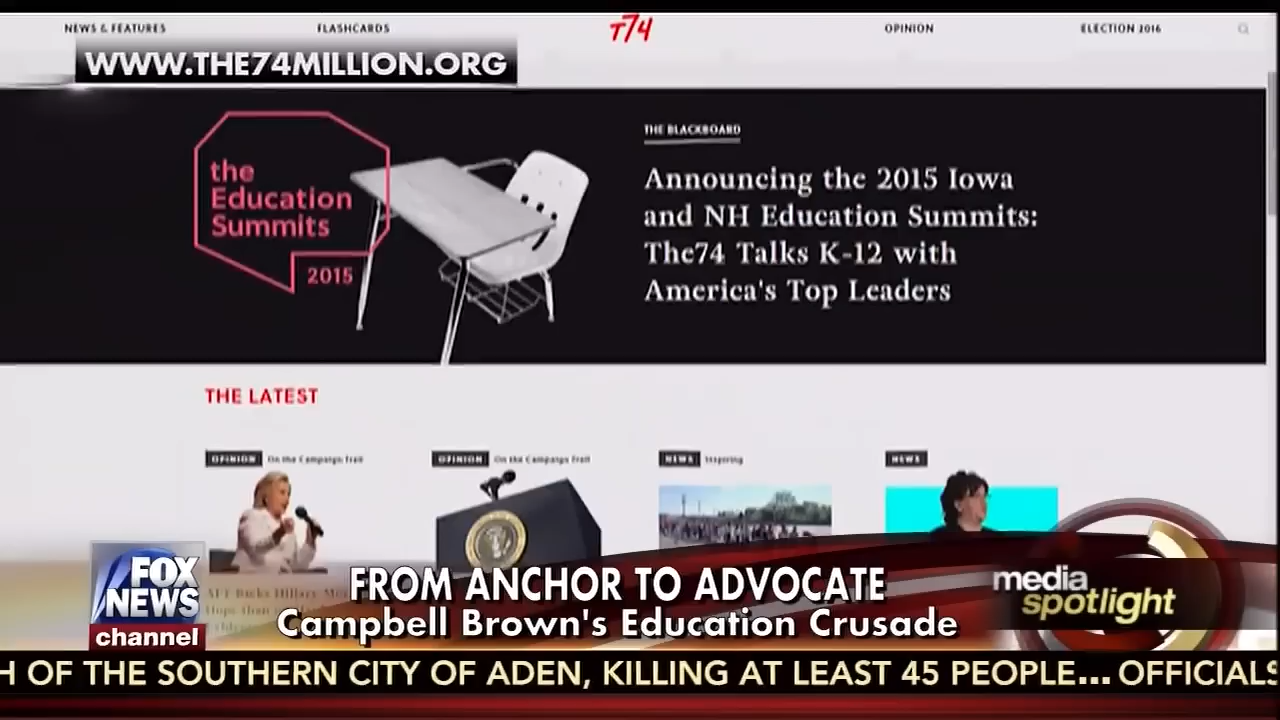 NEWS & FEATURES
FLASHCARDS
T74
OPINION
ELECTION 2016
WWW.THE74MILLION.ORG
the
Education
Summits
2015
THE BLACKBOARD
Announcing the 2015 Iowa
and NH Education Summits:
The74 Talks K-12 with
America's Top Leaders
THE LATEST
OPINION On the Campaign Trail
OPINION On the Campaign Trail
NEWS Inspiring
NEWS
FOX
NEWS
channel
FROM ANCHOR TO ADVOCATE
Campbell Brown's Education Crusade
media
spotlight
H OF THE SOUTHERN CITY OF ADEN, KILLING AT LEAST 45 PEOPLE... OFFICIALS